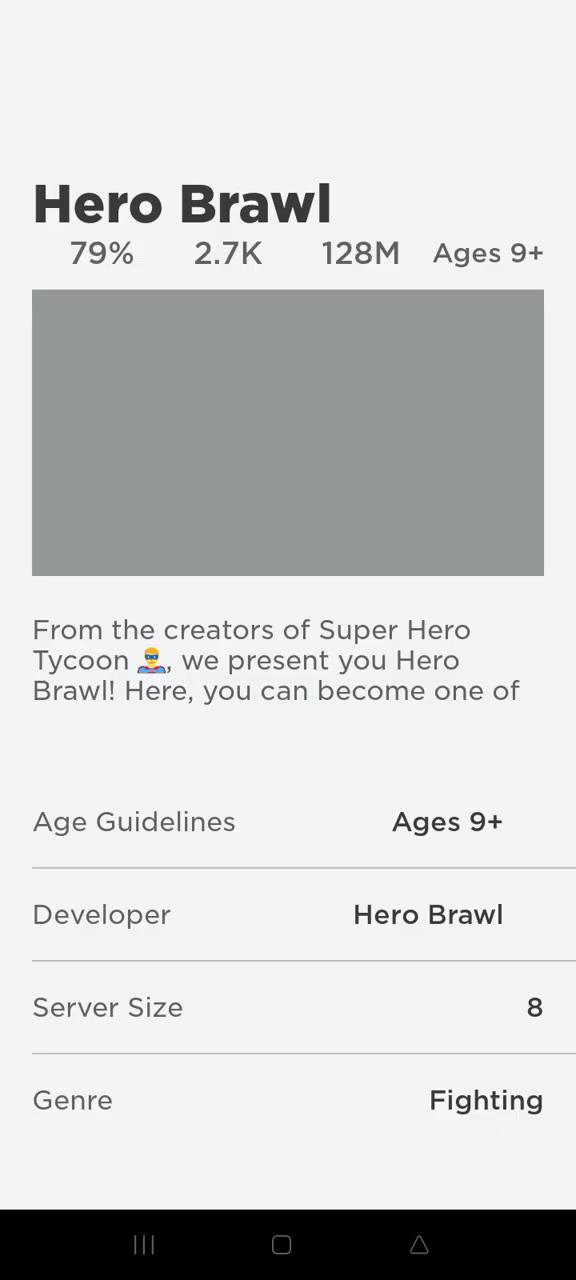 Hero Brawl
79% 2.7K 128M Ages 9+
From the creators of Super Hero
Tycoon 🦸‍♂️, we present you Hero
Brawl! Here, you can become one of
Age Guidelines Ages 9+
Developer Hero Brawl
Server Size 8
Genre Fighting